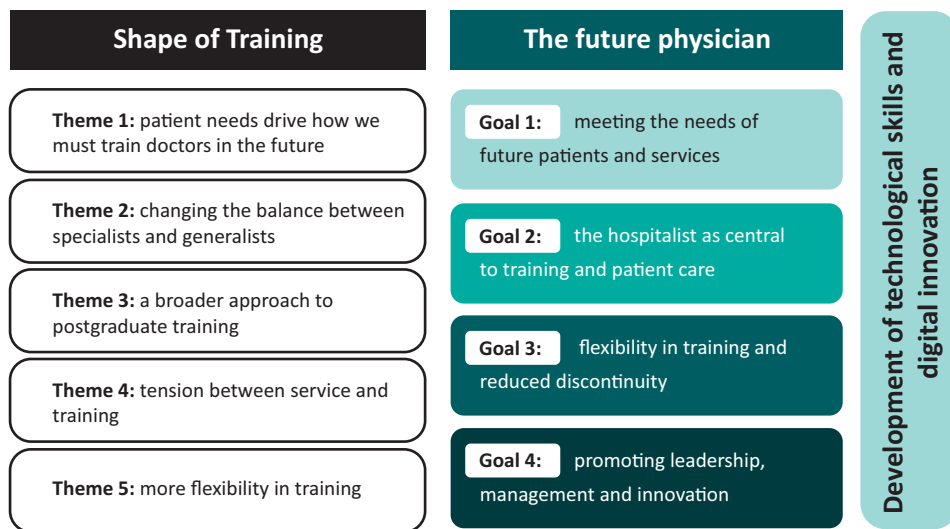 Shape of Training
Theme 1: patient needs drive how we
must train doctors in the future
Theme 2: changing the balance between
specialists and generalists
Theme 3: a broader approach to
postgraduate training
Theme 4: tension between service and
training
Theme 5: more flexibility in training
The future physician
Goal 1: meeting the needs of
future patients and services
Goal 2: the hospitalist as central
to training and patient care
Goal 3: flexibility in training and
reduced discontinuity
Goal 4: promoting leadership,
management and innovation
Development of technological skills and
digital innovation